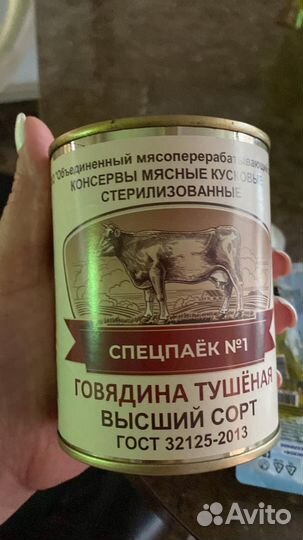 "Объединенный мясоперерабатывающий
КОНСЕРВЫ МЯСНЫЕ КУСКОВЫЕ
СТЕРИЛИЗОВАННЫЕ
СПЕЦПАЁК №1
ГОВЯДИНА ТУШЁНАЯ
ВЫСШИЙ СОРТ
ГОСТ 32125-2013
Avito